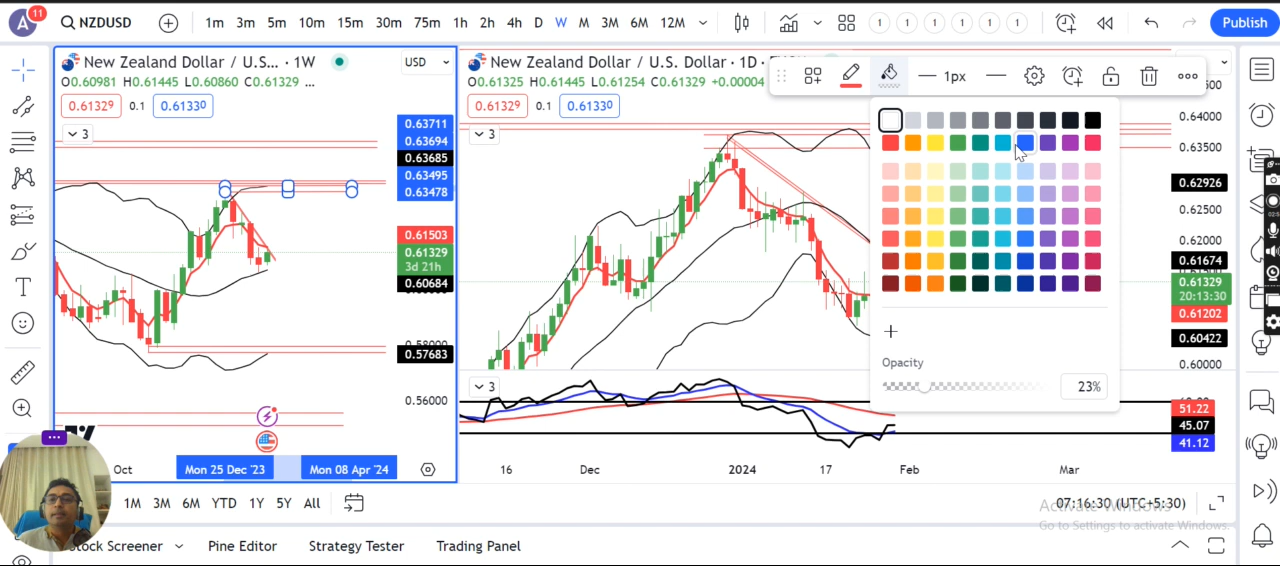 A 11 NZDUSD 1m 3m 5m 10m 15m 30m 75m 1h 2h 4h D W M 3M 6M 12M 1 1 1 1 1 Publish
New Zealand Dollar / U.S... · 1W USD
O0.60981 H0.61445 L0.60860 C0.61329 ...
0.61329 0.1 0.61330
3
0.63711
0.63694
0.63685
0.63495
0.63478
0.61503
0.61329
3d 21h
0.60684
0.58000
0.57683
0.56000
Oct Mon 25 Dec '23 Mon 08 Apr '24
New Zealand Dollar / U.S. Dollar · 1D
O0.61325 H0.61445 L0.61254 C0.61329 +0.00004
0.61329 0.1 0.61330
3
1px
Opacity
23%
0.64000
0.63500
0.62926
0.62500
0.62000
0.61674
0.61329
20:13:30
0.61202
0.60422
0.60000
3
51.22
45.07
41.12
16 Dec 2024 17 Feb Mar
1M 3M 6M YTD 1Y 5Y All 07:16:30 (UTC+5:30)
Activate Windows
Go to Settings to activate Windows.
Stock Screener Pine Editor Strategy Tester Trading Panel